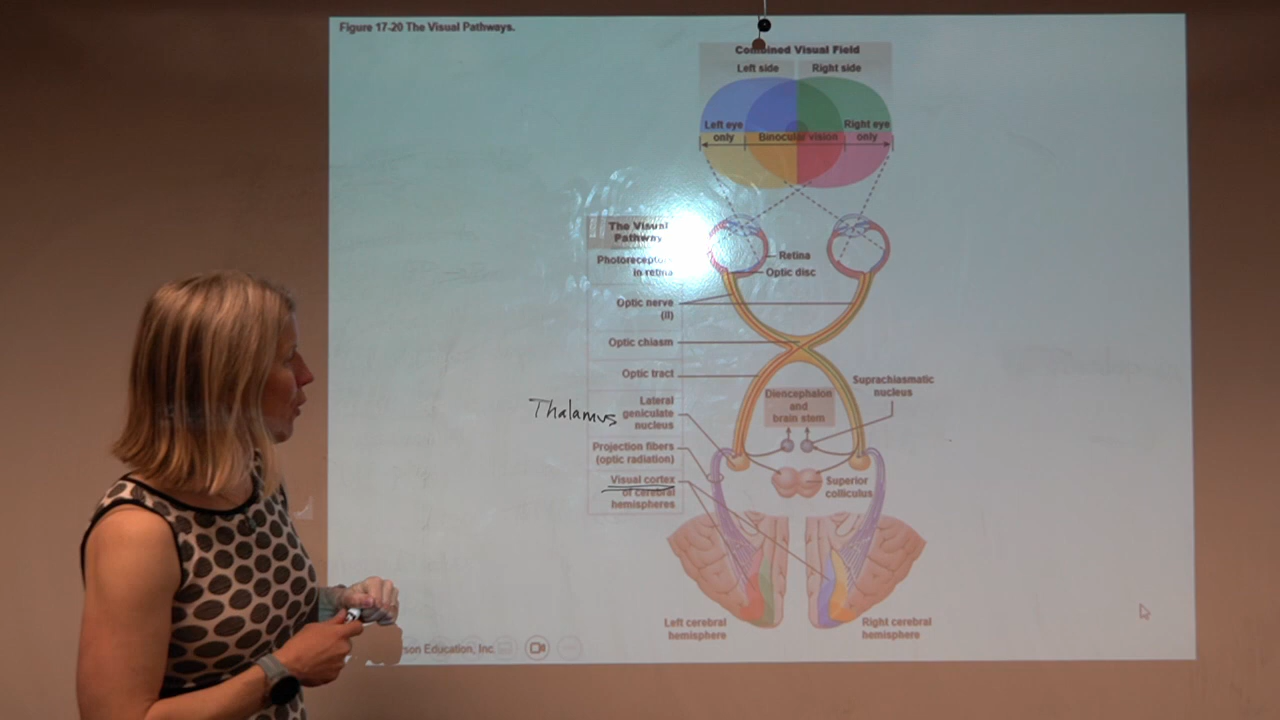 Figure 17-20 The Visual Pathways.
Combined Visual Field
Left side
Right side
Left eye
only
Binocular vision
Right eye
only
The Visual
Pathway
Photoreceptors
in retina
Retina
Optic disc
Optic nerve
(II)
Optic chiasm
Optic tract
Suprachiasmatic
nucleus
Diencephalon
and
brain stem
Thalamus
Lateral
geniculate
nucleus
Projection fibers
(optic radiation)
Visual cortex
of cerebral
hemispheres
Superior
colliculus
Left cerebral
hemisphere
Right cerebral
hemisphere
Education, Inc.